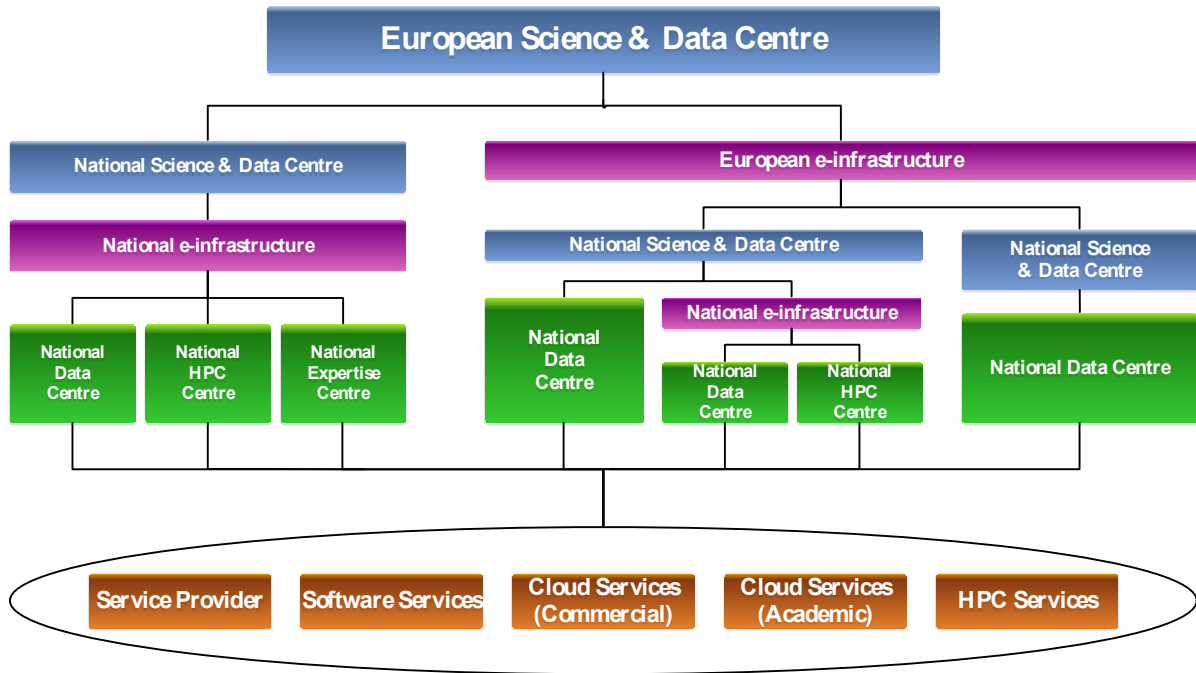 European Science & Data Centre
National Science & Data Centre
European e-infrastructure
National e-infrastructure
National Science & Data Centre
National Science
& Data Centre
National
Data
Centre
National
HPC
Centre
National
Expertise
Centre
National
Data
Centre
National e-infrastructure
National
Data
Centre
National
HPC
Centre
National Data Centre
Service Provider
Software Services
Cloud Services
(Commercial)
Cloud Services
(Academic)
HPC Services